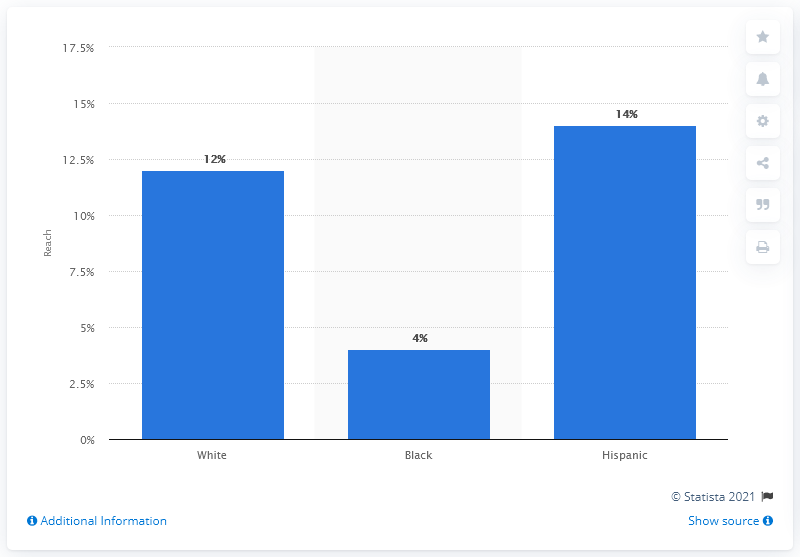 17.5%
15%
12.5%
10%
7.5%
5%
2.5%
0%
Reach
12%
4%
14%
White Black Hispanic
© Statista 2021
Additional Information Show source